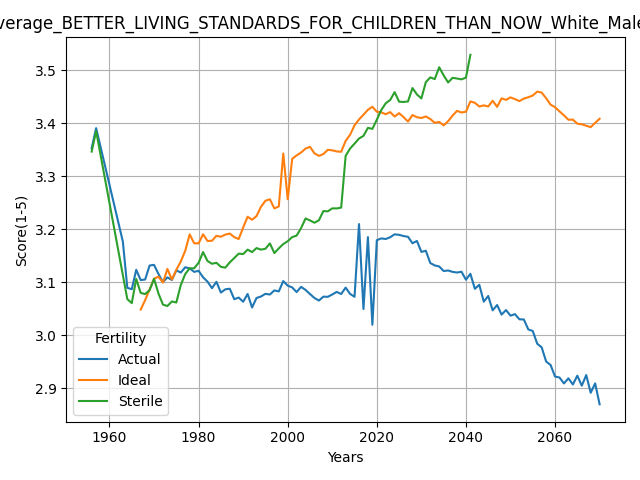 verage_BETTER_LIVING_STANDARDS_FOR_CHILDREN_THAN_NOW_White_Male
3.5
3.4
3.3
3.2
3.1
3.0
2.9
Score(1-5)
Fertility
Actual
Ideal
Sterile
1960 1980 2000 2020 2040 2060
Years